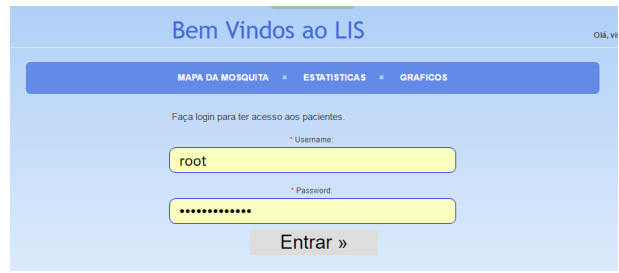 Bem Vindos ao LIS
Olá,
MAPA DA MOSQUITA ESTATISTICAS GRAFICOS
Faça login para ter acesso aos pacientes.
* Username:
root
* Password:
•••••••••••••
Entrar »